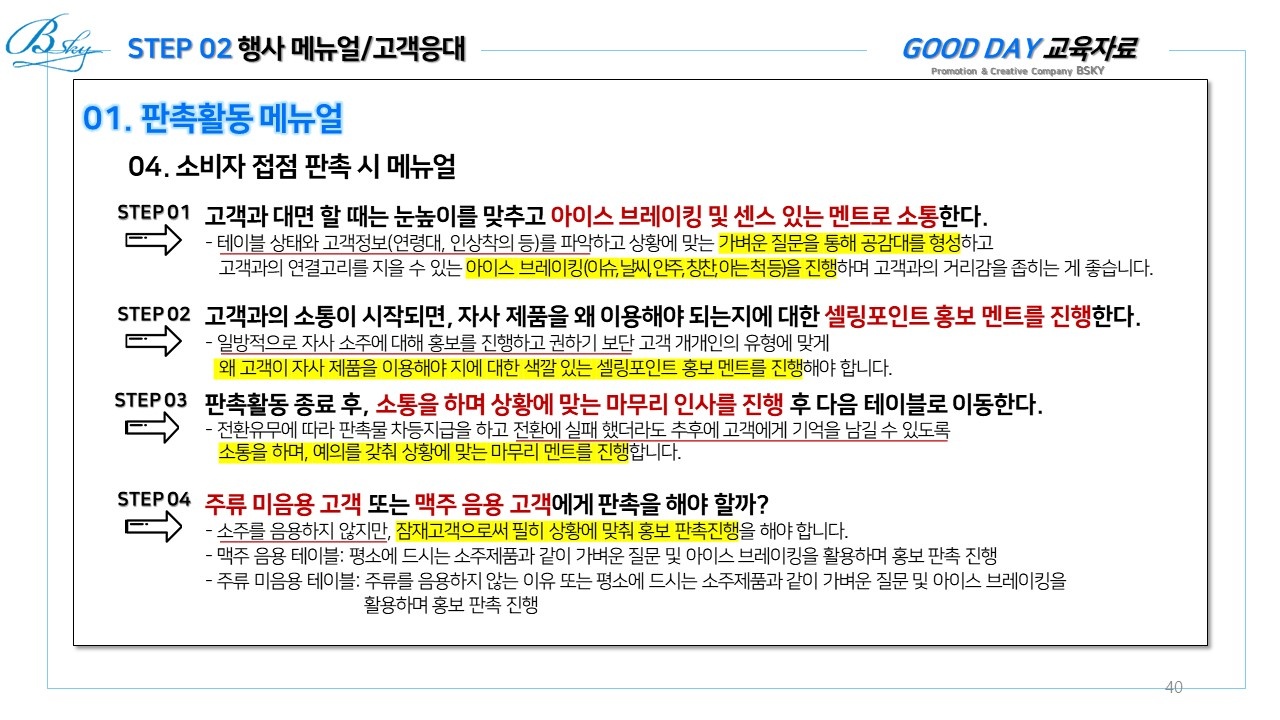 Bsky
STEP 02 행사 메뉴얼/고객응대
GOOD DAY 교육자료
Promotion & Creative Company BSKY
01. 판촉활동 메뉴얼
04. 소비자 접점 판촉 시 메뉴얼
STEP 01
고객과 대면 할 때는 눈높이를 맞추고 아이스 브레이킹 및 센스 있는 멘트로 소통한다.
- 테이블 상태와 고객정보(연령대, 인상착의 등)를 파악하고 상황에 맞는 가벼운 질문을 통해 공감대를 형성하고
고객과의 연결고리를 지을 수 있는 아이스 브레이킹(이슈,날씨,안주,칭찬,아는척 등)을 진행하며 고객과의 거리감을 좁히는 게 좋습니다.
STEP 02
고객과의 소통이 시작되면, 자사 제품을 왜 이용해야 되는지에 대한 셀링포인트 홍보 멘트를 진행한다.
- 일방적으로 자사 소주에 대해 홍보를 진행하고 권하기 보단 고객 개개인의 유형에 맞게
왜 고객이 자사 제품을 이용해야 지에 대한 색깔 있는 셀링포인트 홍보 멘트를 진행해야 합니다.
STEP 03
판촉활동 종료 후, 소통을 하며 상황에 맞는 마무리 인사를 진행 후 다음 테이블로 이동한다.
- 전환유무에 따라 판촉물 차등지급을 하고 전환에 실패 했더라도 추후에 고객에게 기억을 남길 수 있도록
소통을 하며, 예의를 갖춰 상황에 맞는 마무리 멘트를 진행합니다.
STEP 04
주류 미음용 고객 또는 맥주 음용 고객에게 판촉을 해야 할까?
- 소주를 음용하지 않지만, 잠재고객으로써 필히 상황에 맞춰 홍보 판촉진행을 해야 합니다.
- 맥주 음용 테이블: 평소에 드시는 소주제품과 같이 가벼운 질문 및 아이스 브레이킹을 활용하며 홍보 판촉 진행
- 주류 미음용 테이블: 주류를 음용하지 않는 이유 또는 평소에 드시는 소주제품과 같이 가벼운 질문 및 아이스 브레이킹을
활용하며 홍보 판촉 진행
40